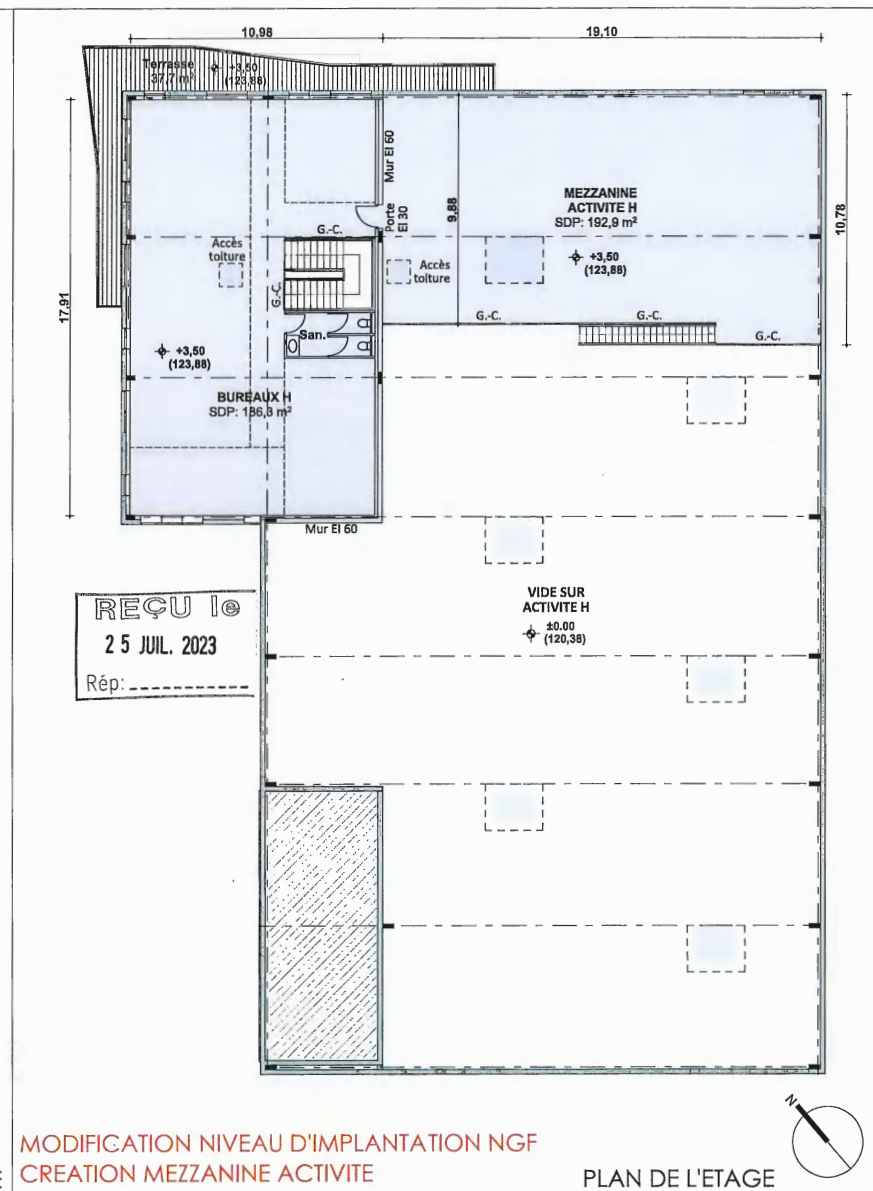 10,98
19,10
Terrasse
37,7 m²
+3,50
(123,88)
17,91
Mur EI 60
Porte
EI 30
9,88
MEZZANINE
ACTIVITE H
SDP: 192,9 m²
+3,50
(123,88)
10,78
G.-C.
Accès
toiture
G.-C.
Accès
toiture
San.
G.-C.
G.-C.
G.-C.
+3,50
(123,88)
BUREAUX H
SDP: 186,3 m²
Mur EI 60
VIDE SUR
ACTIVITE H
±0.00
(120,38)
REÇU le
25 JUIL. 2023
Rép:
N
MODIFICATION NIVEAU D'IMPLANTATION NGF
CREATION MEZZANINE ACTIVITE
PLAN DE L'ETAGE